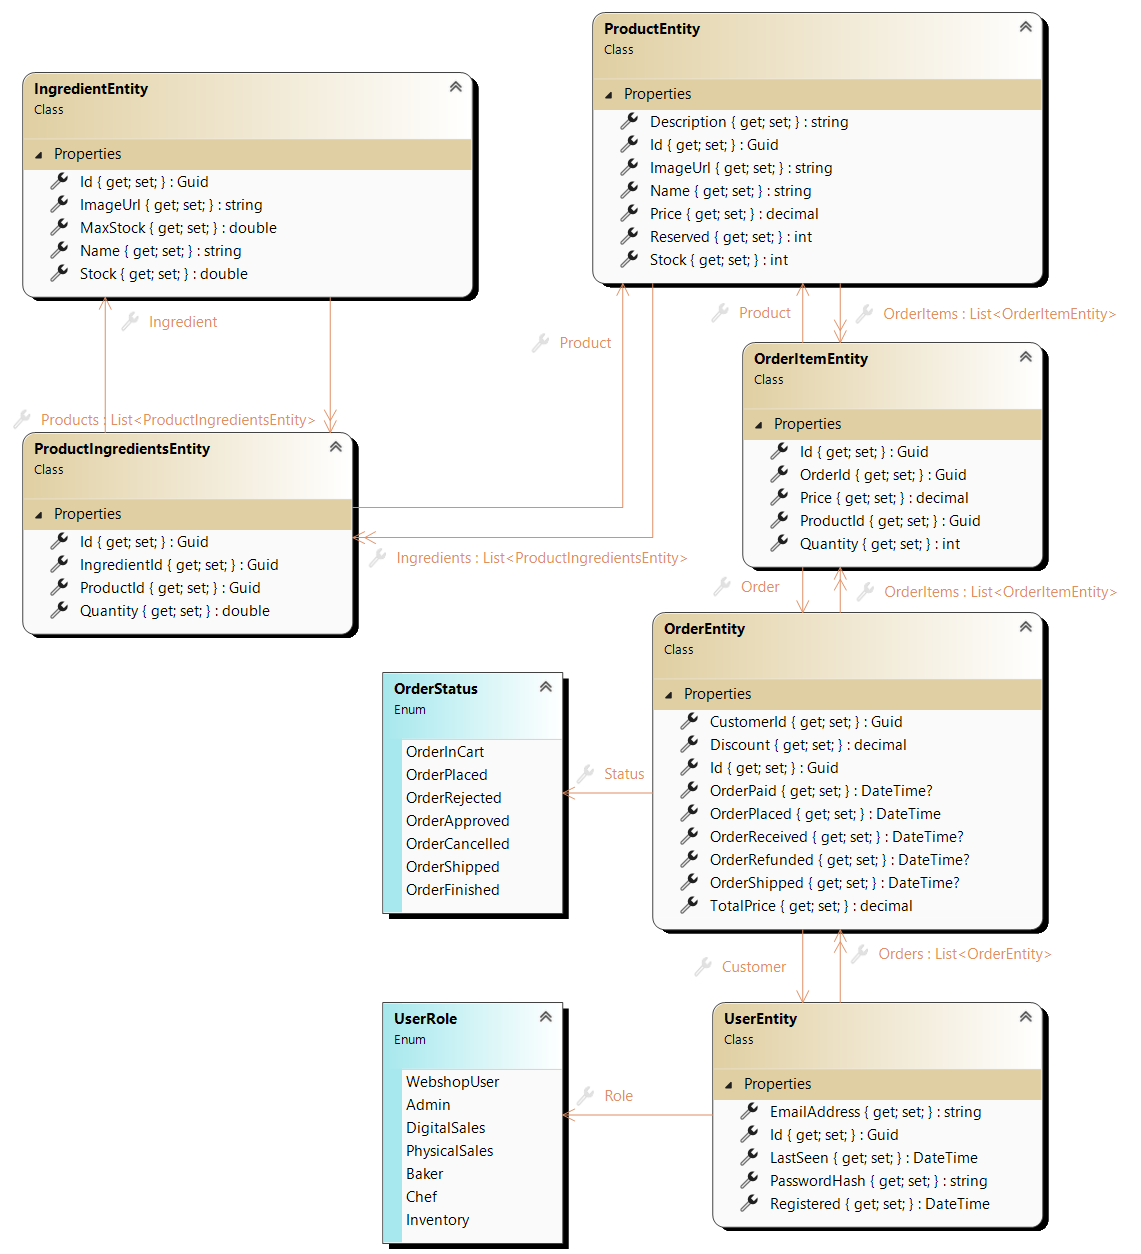 ProductEntity
Class
Properties
Description { get; set; } : string
Id { get; set; } : Guid
ImageUrl { get; set; } : string
Name { get; set; } : string
Price { get; set; } : decimal
Reserved { get; set; } : int
Stock { get; set; } : int
IngredientEntity
Class
Properties
Id { get; set; } : Guid
ImageUrl { get; set; } : string
MaxStock { get; set; } : double
Name { get; set; } : string
Stock { get; set; } : double
Ingredient
Product
Product
OrderItems : List<OrderItemEntity>
Products : List<ProductIngredientsEntity>
ProductIngredientsEntity
Class
Properties
Id { get; set; } : Guid
IngredientId { get; set; } : Guid
ProductId { get; set; } : Guid
Quantity { get; set; } : double
Ingredients : List<ProductIngredientsEntity>
OrderItemEntity
Class
Properties
Id { get; set; } : Guid
OrderId { get; set; } : Guid
Price { get; set; } : decimal
ProductId { get; set; } : Guid
Quantity { get; set; } : int
Order
OrderItems : List<OrderItemEntity>
OrderEntity
Class
Properties
CustomerId { get; set; } : Guid
Discount { get; set; } : decimal
Id { get; set; } : Guid
OrderPaid { get; set; } : DateTime?
OrderPlaced { get; set; } : DateTime
OrderReceived { get; set; } : DateTime?
OrderRefunded { get; set; } : DateTime?
OrderShipped { get; set; } : DateTime?
TotalPrice { get; set; } : decimal
OrderStatus
Enum
OrderInCart
OrderPlaced
OrderRejected
OrderApproved
OrderCancelled
OrderShipped
OrderFinished
Status
Customer
Orders : List<OrderEntity>
UserRole
Enum
WebshopUser
Admin
DigitalSales
PhysicalSales
Baker
Chef
Inventory
Role
UserEntity
Class
Properties
EmailAddress { get; set; } : string
Id { get; set; } : Guid
LastSeen { get; set; } : DateTime
PasswordHash { get; set; } : string
Registered { get; set; } : DateTime